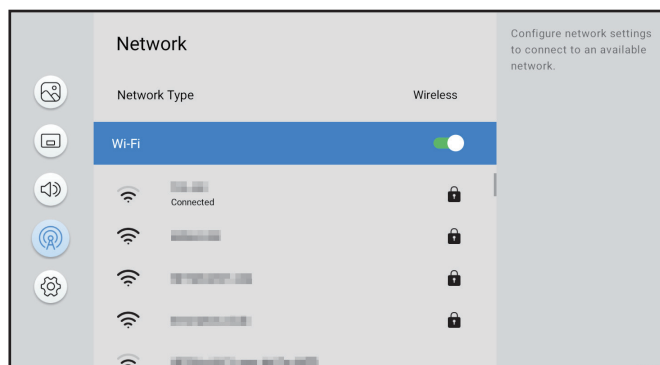 Network
Configure network settings
to connect to an available
network.
Network Type
Wireless
Wi-Fi
Connected